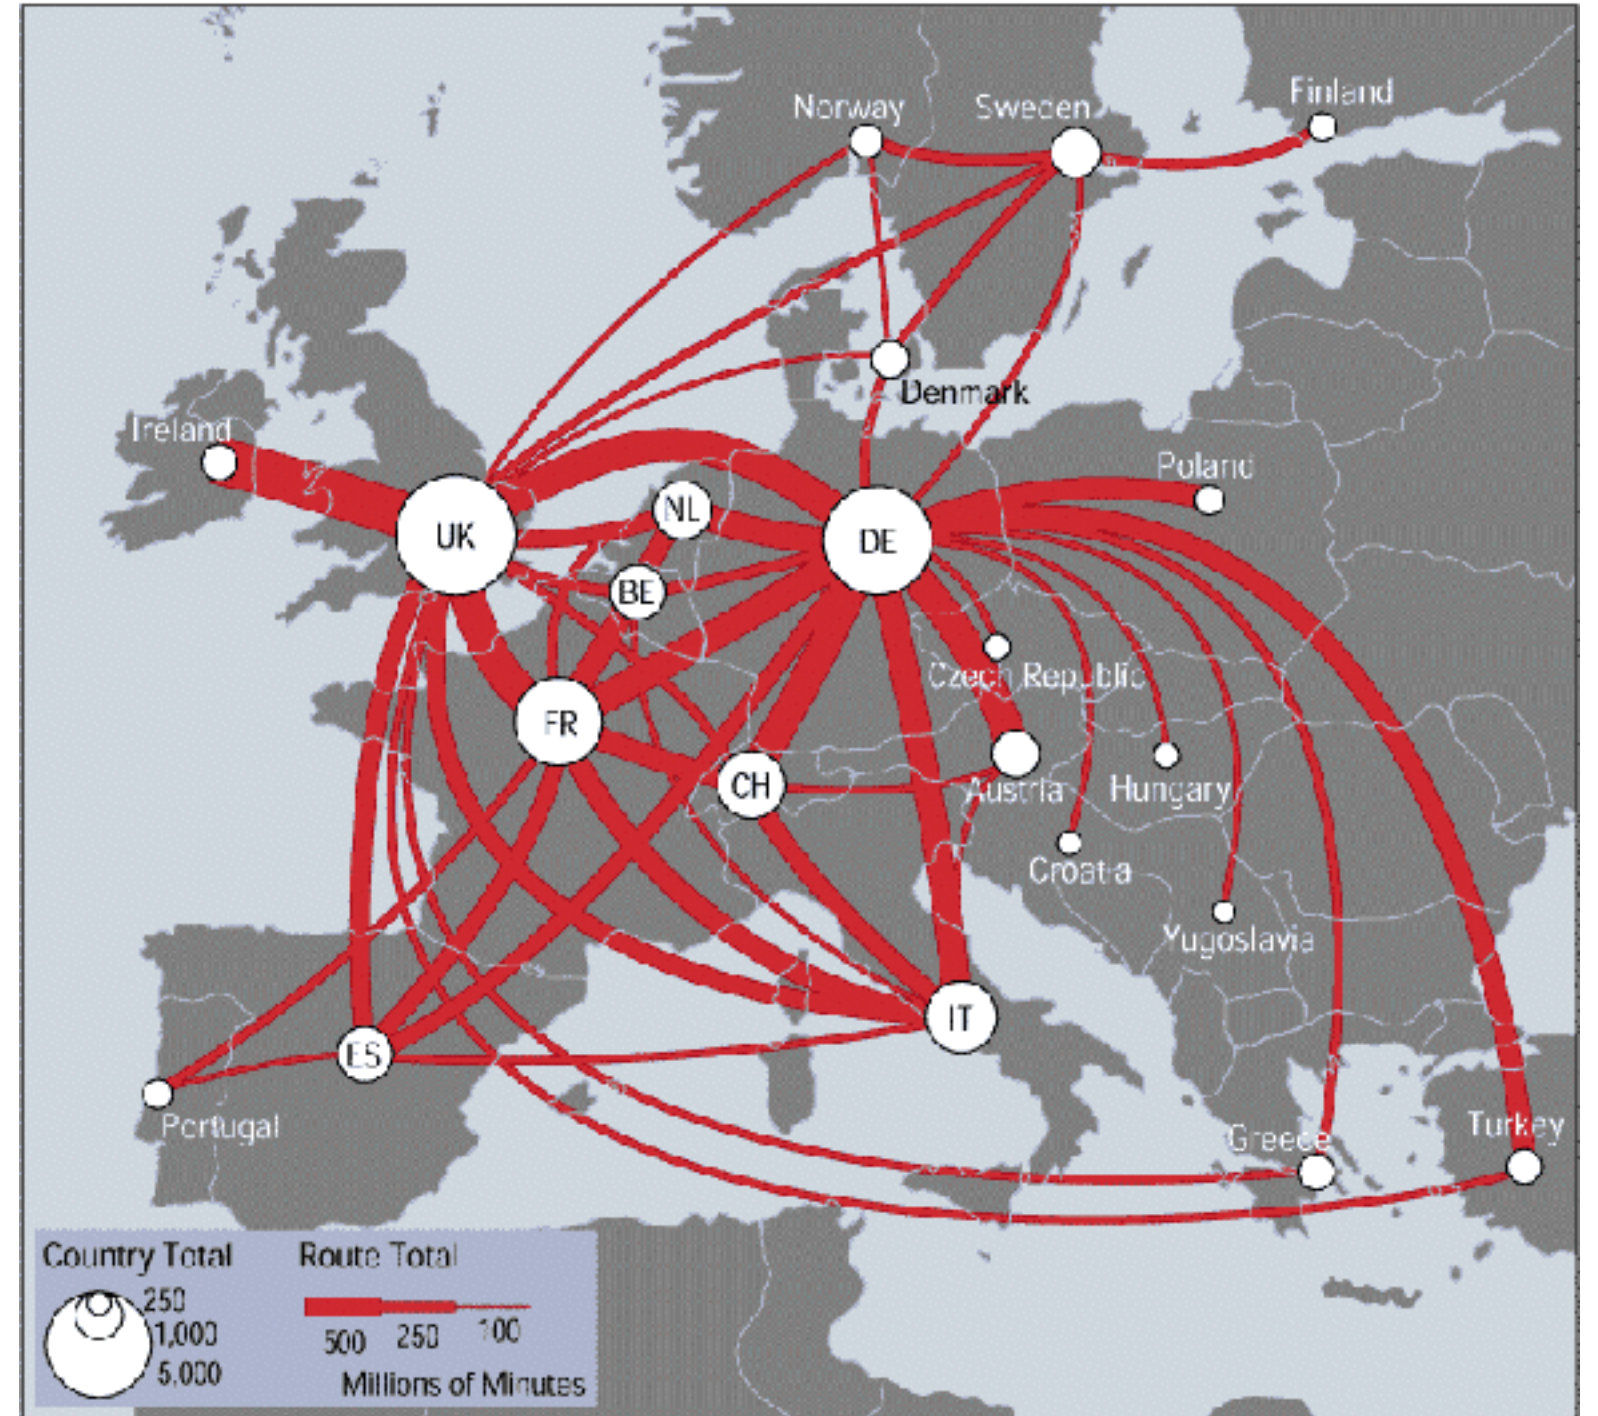 Norway
Sweden
Finland
Denmark
Ireland
Poland
UK
NL
DE
BE
Czech Republic
FR
CH
Austria
Hungary
Croatia
Yugoslavia
IT
ES
Portugal
Greece
Turkey
Country Total
250
1,000
5,000
Route Total
500 250 100
Millions of Minutes